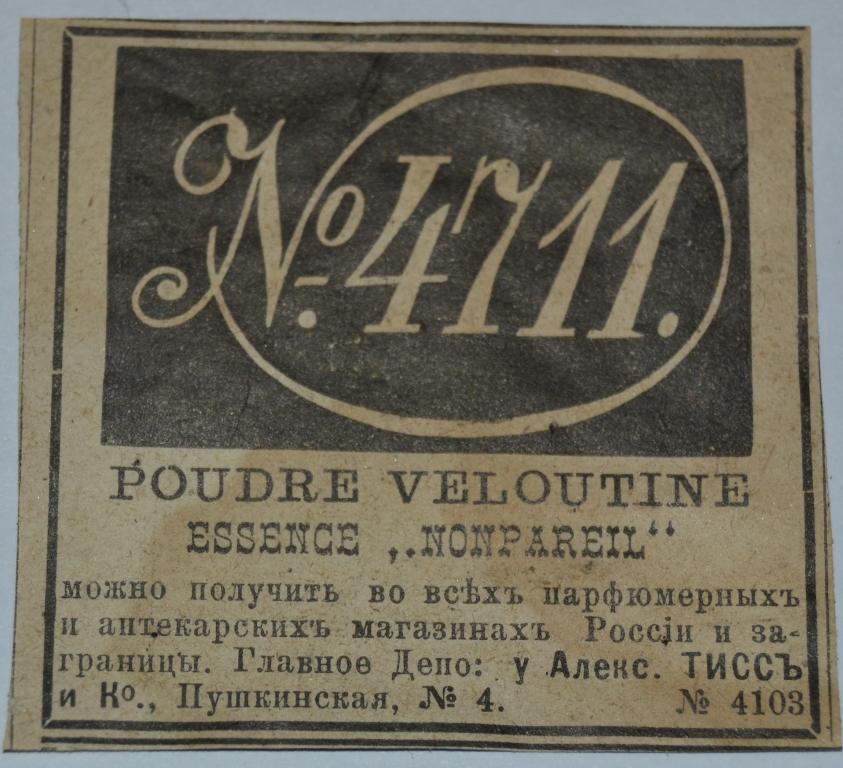 № 4711.
POUDRE VELOUTINE
ESSENCE „NONPAREIL“
можно получить во всѣхъ парфюмерныхъ
и аптекарскихъ магазинахъ Россіи и за-
границы. Главное Депо: у Алекс. ТИССЪ
и Ко., Пушкинская, № 4. № 4103